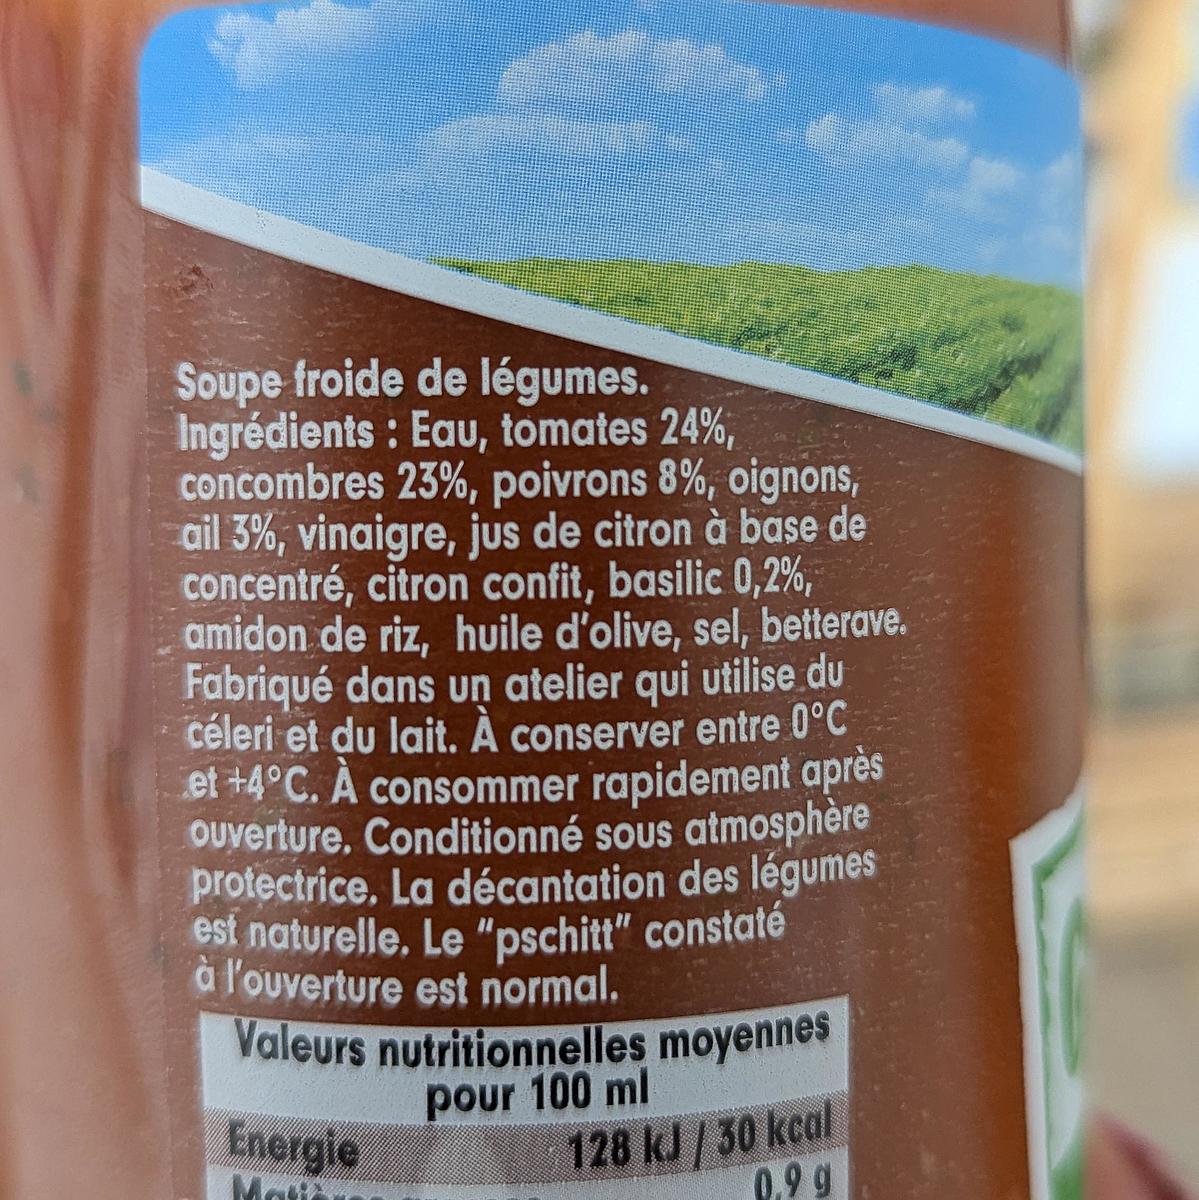 Soupe froide de légumes.
Ingrédients : Eau, tomates 24%,
concombres 23%, poivrons 8%, oignons,
ail 3%, vinaigre, jus de citron à base de
concentré, citron confit, basilic 0,2%,
amidon de riz, huile d'olive, sel, betterave.
Fabriqué dans un atelier qui utilise du
céleri et du lait. À conserver entre 0°C
et +4°C. À consommer rapidement après
ouverture. Conditionné sous atmosphère
protectrice. La décantation des légumes
est naturelle. Le "pschitt" constaté
à l'ouverture est normal.
Valeurs nutritionnelles moyennes
pour 100 ml
Energie 128 kJ / 30 kcal
0,9 g